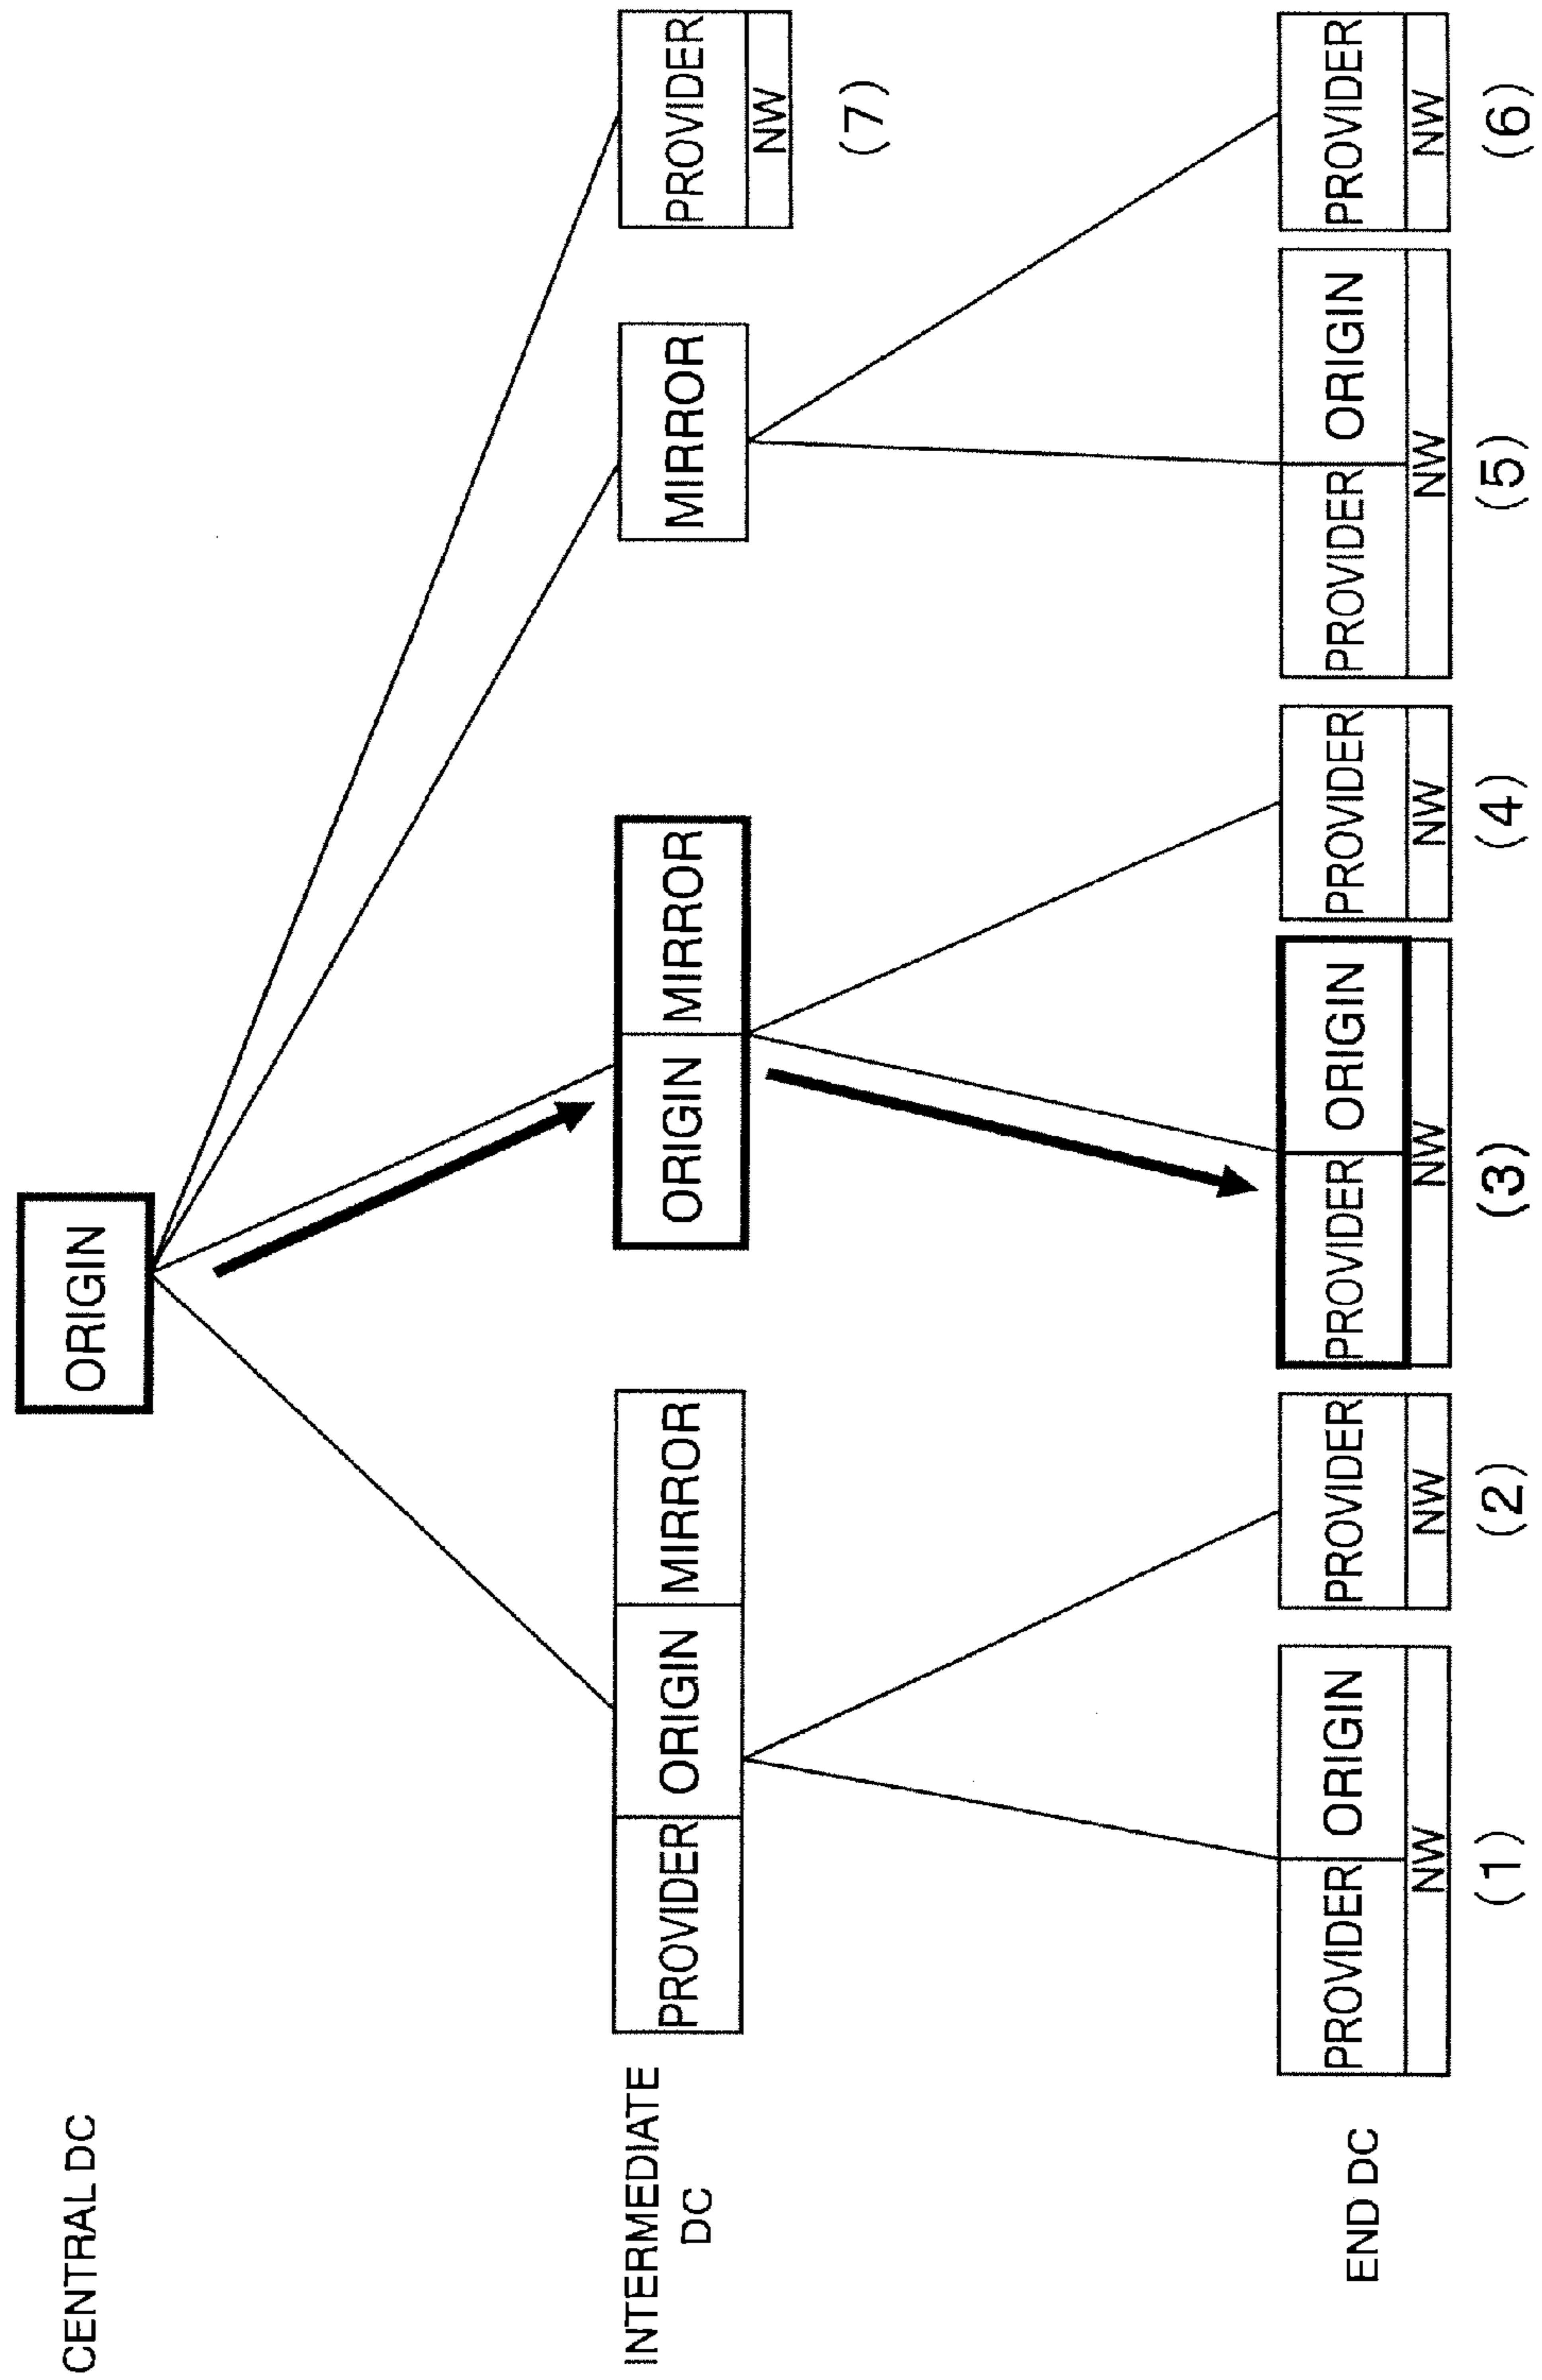 CENTRAL DC
ORIGIN
INTERMEDIATE
DC
PROVIDER ORIGIN MIRROR
ORIGIN MIRROR
MIRROR
PROVIDER
NW
(7)
END DC
PROVIDER ORIGIN
NW
(1)
PROVIDER
NW
(2)
PROVIDER ORIGIN
NW
(3)
PROVIDER
NW
(4)
PROVIDER ORIGIN
NW
(5)
PROVIDER
NW
(6)